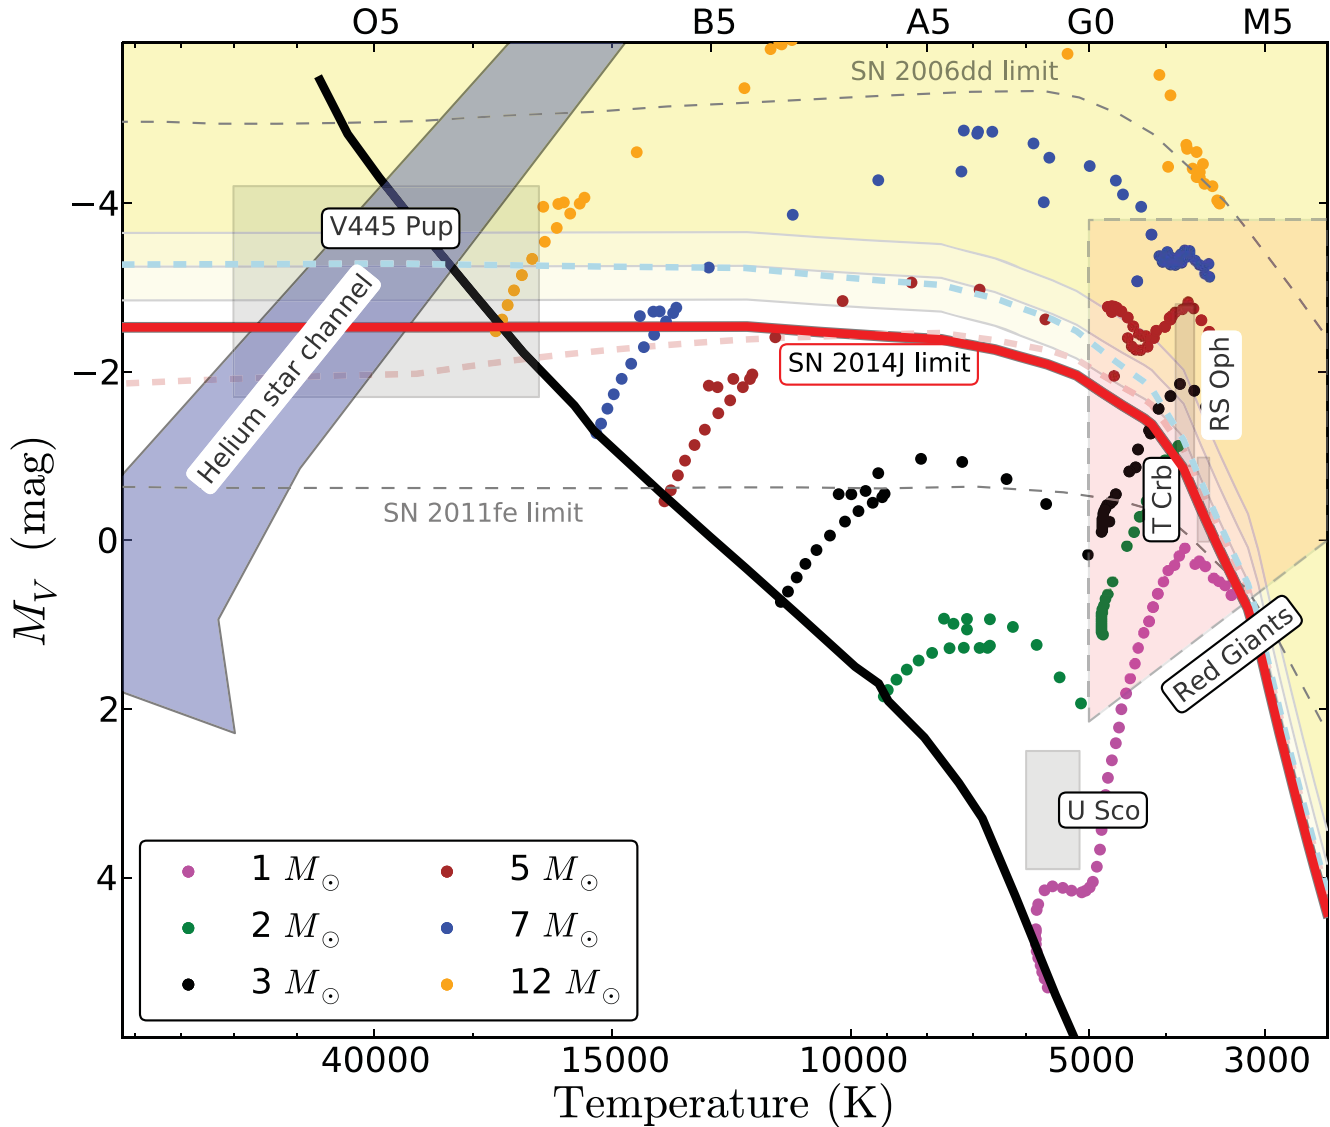 O5 B5 A5 G0 M5
SN 2006dd limit
−4
V445 Pup
Helium star channel
−2
SN 2014J limit
RS Oph
T Crb
SN 2011fe limit
0
Red Giants
2
U Sco
4
1 M⊙
2 M⊙
3 M⊙
5 M⊙
7 M⊙
12 M⊙
M_V (mag)
40000 15000 10000 5000 3000
Temperature (K)